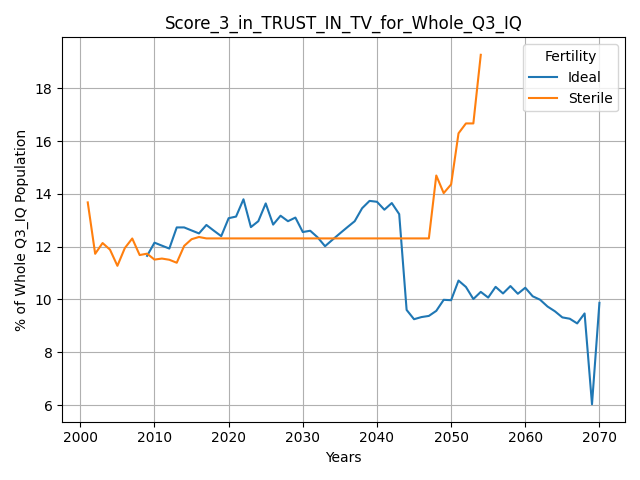 Score_3_in_TRUST_IN_TV_for_Whole_Q3_IQ
% of Whole Q3_IQ Population
18
16
14
12
10
8
6
Fertility
Ideal
Sterile
2000 2010 2020 2030 2040 2050 2060 2070
Years